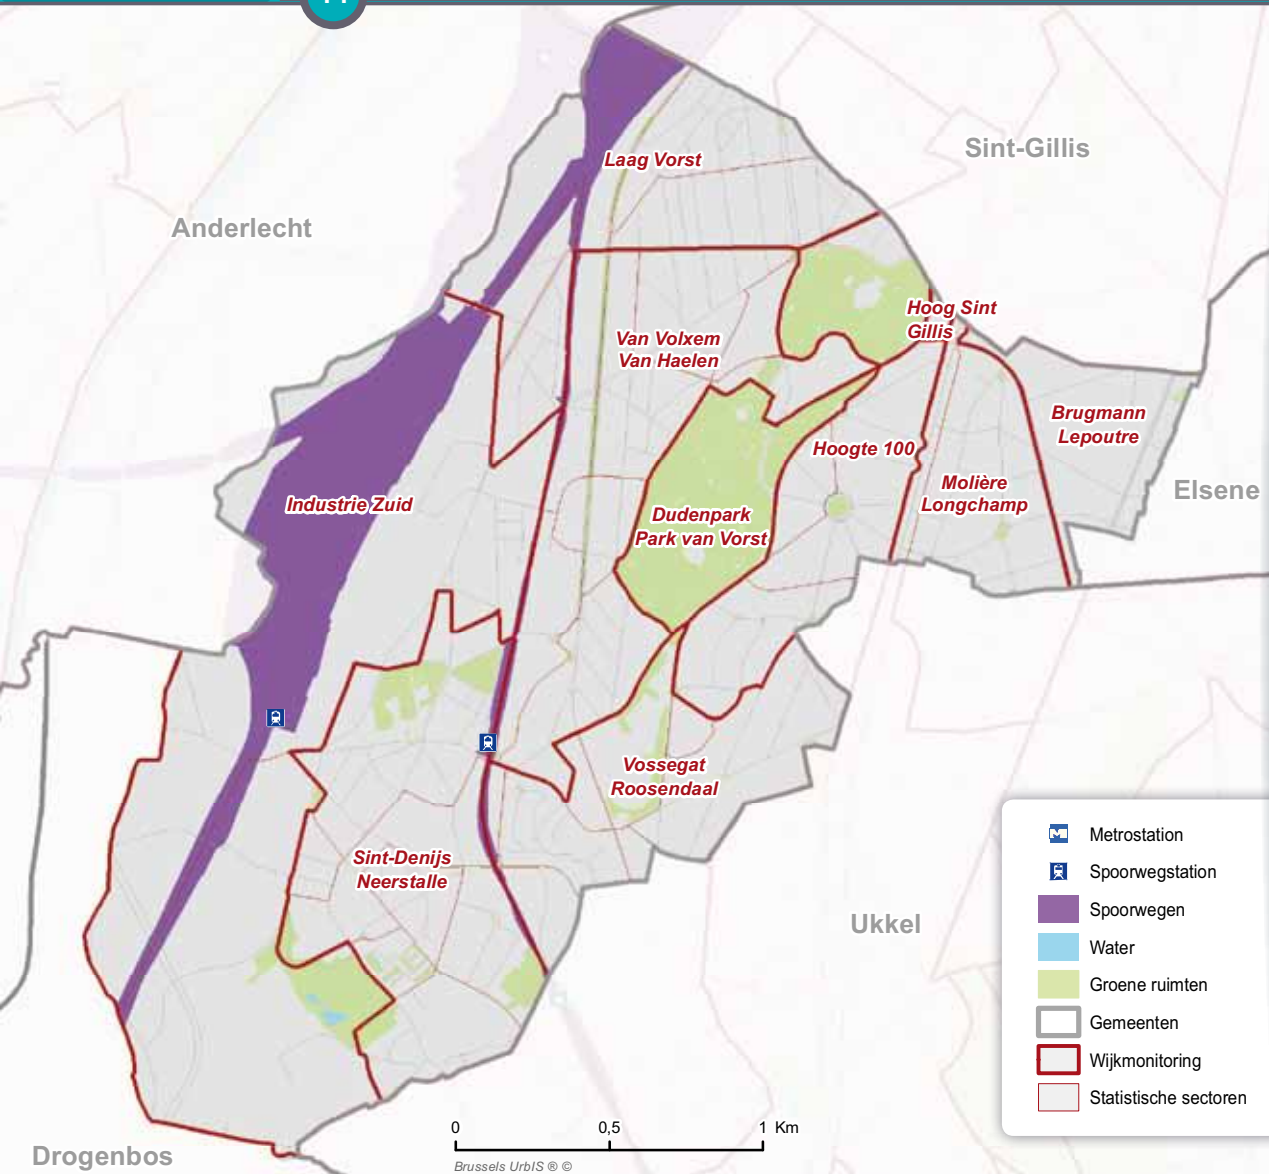 Laag Vorst
Sint-Gillis
Anderlecht
Hoog Sint
Gillis
Van Volxem
Van Haelen
Brugmann
Lepoutre
Hoogte 100
Molière
Longchamp
Elsene
Industrie Zuid
Dudenpark
Park van Vorst
Vossegat
Roosendaal
Sint-Denijs
Neerstalle
Ukkel
Drogenbos
Metrostation
Spoorwegstation
Spoorwegen
Water
Groene ruimten
Gemeenten
Wijkmonitoring
Statistische sectoren
0 0,5 1 Km
Brussels UrbIS ® ©